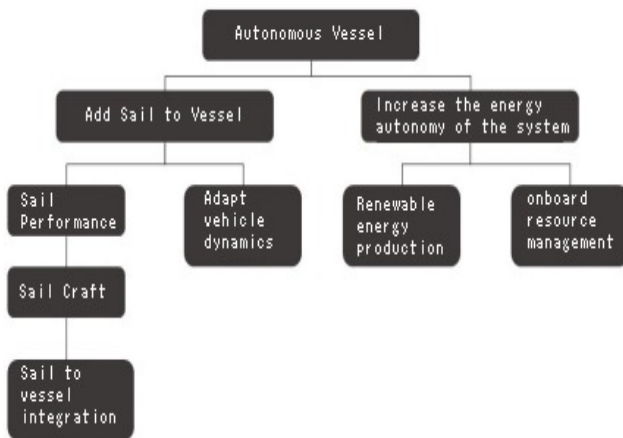 Autonomous Vessel
Add Sail to Vessel
Increase the energy
autonomy of the system
Sail
Performance
Adapt
vehicle
dynamics
Renewable
energy
production
onboard
resource
management
Sail Craft
Sail to
vessel
integration